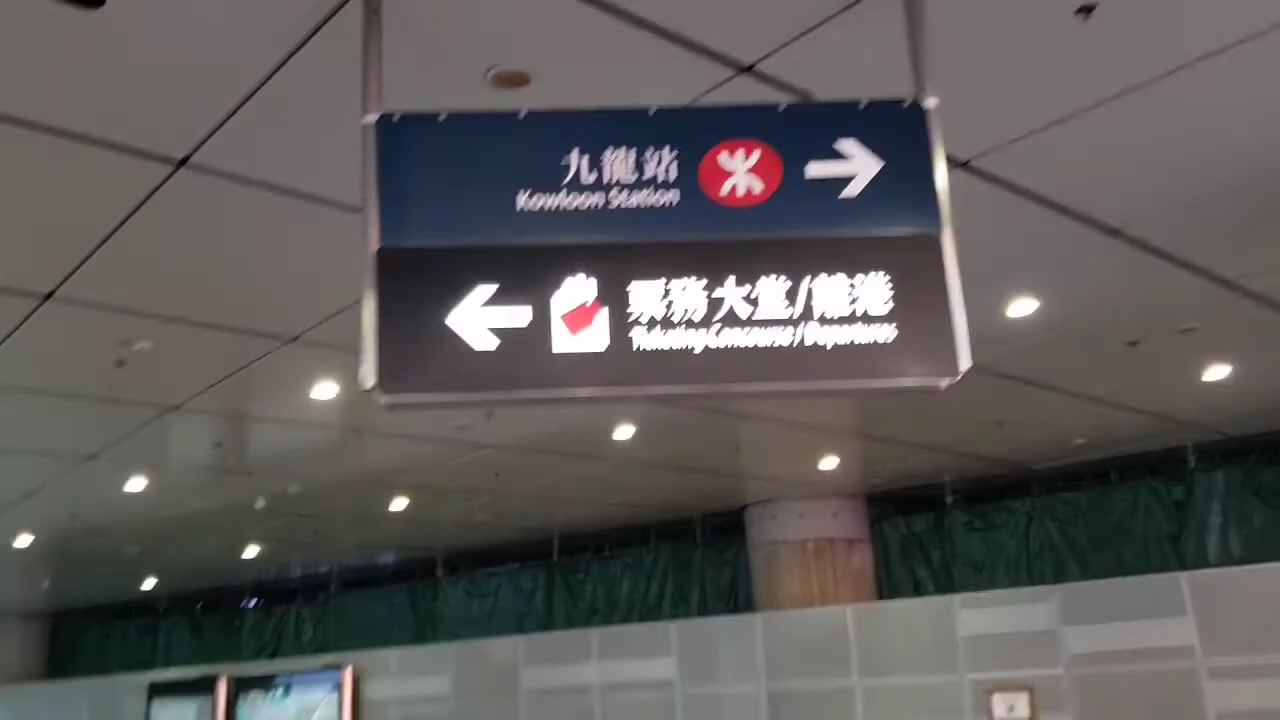 九龍站
Kowloon Station
票務大堂/離港
Ticketing Concourse / Departures